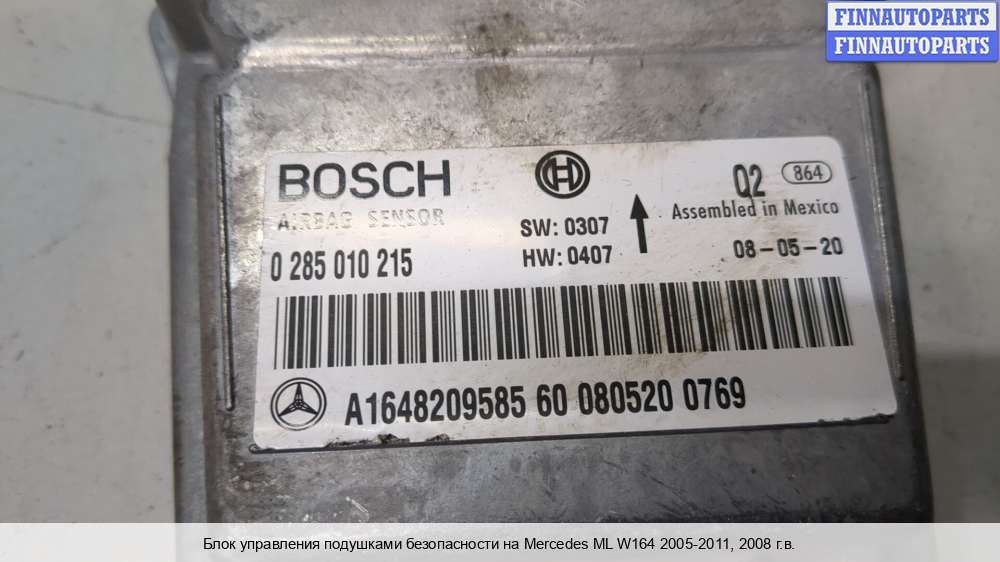 FINNAUTOPARTS
FINNAUTOPARTS
BOSCH
AIRBAG SENSOR
0 285 010 215
SW: 0307
HW: 0407
Q2 864
Assembled in Mexico
08-05-20
A1648209585 60 080520 0769
Блок управления подушками безопасности на Mercedes ML W164 2005-2011, 2008 г.в.